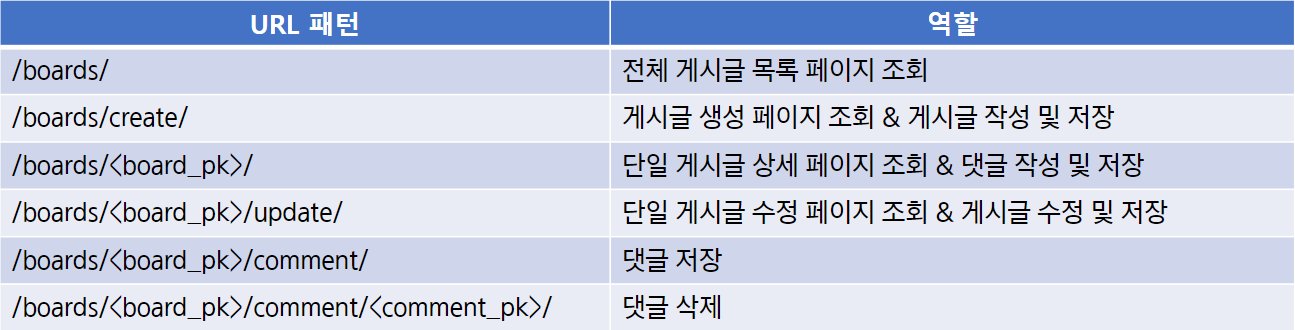 URL 패턴 역할
/boards/ 전체 게시글 목록 페이지 조회
/boards/create/ 게시글 생성 페이지 조회 & 게시글 작성 및 저장
/boards/<board_pk>/ 단일 게시글 상세 페이지 조회 & 댓글 작성 및 저장
/boards/<board_pk>/update/ 단일 게시글 수정 페이지 조회 & 게시글 수정 및 저장
/boards/<board_pk>/comment/ 댓글 저장
/boards/<board_pk>/comment/<comment_pk>/ 댓글 삭제